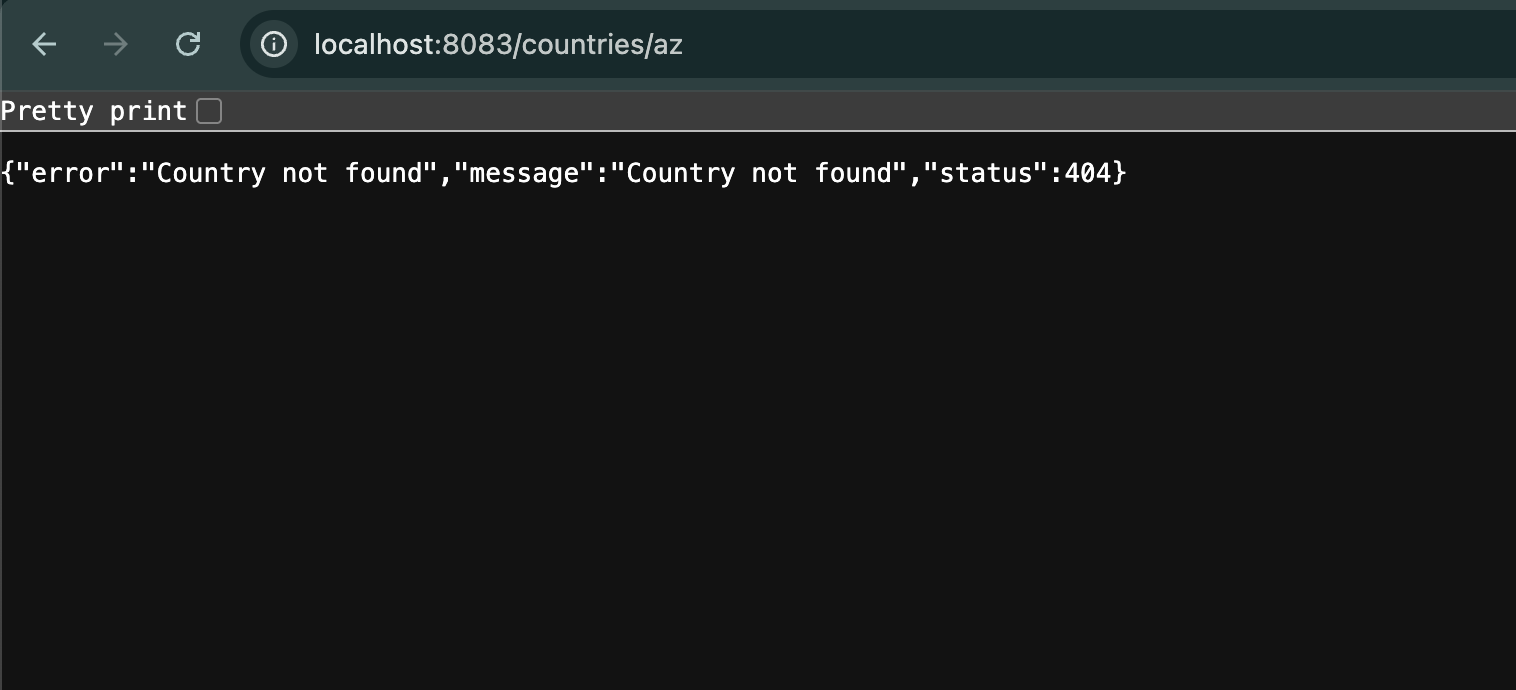 localhost:8083/countries/az
Pretty print
{"error":"Country not found","message":"Country not found","status":404}